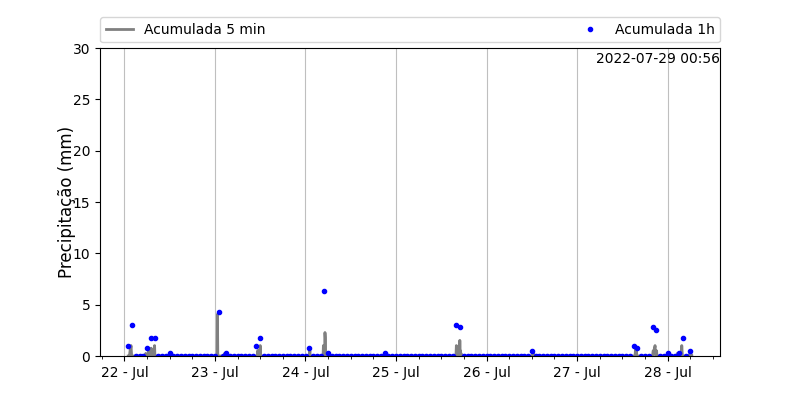 Acumulada 5 min
Acumulada 1h
2022-07-29 00:56
Precipitação (mm)
30
25
20
15
10
5
0
22 - Jul
23 - Jul
24 - Jul
25 - Jul
26 - Jul
27 - Jul
28 - Jul